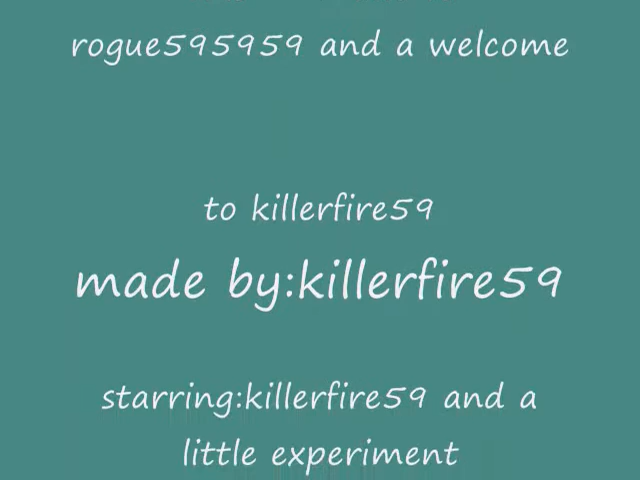 rogue595959 and a welcome
to killerfire59
made by:killerfire59
starring:killerfire59 and a
little experiment